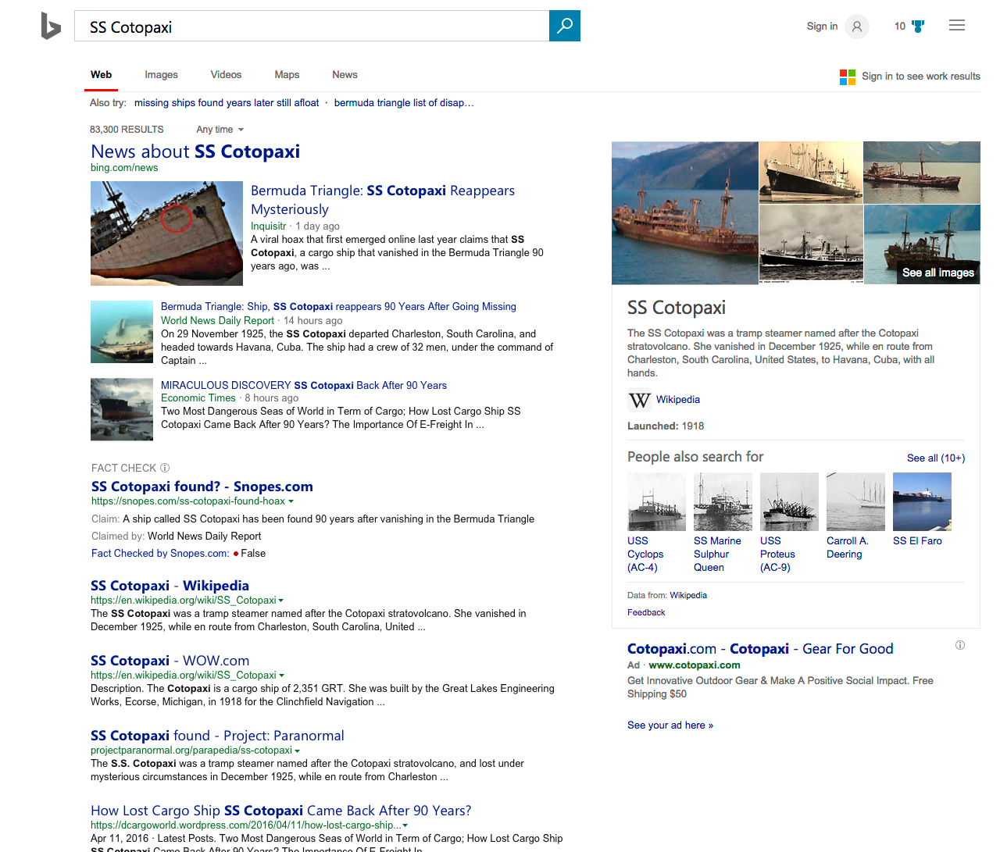 SS Cotopaxi
Sign in
10
Web
Images
Videos
Maps
News
Sign in to see work results
Also try: missing ships found years later still afloat · bermuda triangle list of disap...
83,300 RESULTS
Any time
News about SS Cotopaxi
bing.com/news
Bermuda Triangle: SS Cotopaxi Reappears
Mysteriously
Inquisitr · 1 day ago
A viral hoax that first emerged online last year claims that SS
Cotopaxi, a cargo ship that vanished in the Bermuda Triangle 90
years ago, was ...
Bermuda Triangle: Ship, SS Cotopaxi reappears 90 Years After Going Missing
World News Daily Report · 14 hours ago
On 29 November 1925, the SS Cotopaxi departed Charleston, South Carolina, and
headed towards Havana, Cuba. The ship had a crew of 32 men, under the command of
Captain ...
MIRACULOUS DISCOVERY SS Cotopaxi Back After 90 Years
Economic Times · 8 hours ago
Two Most Dangerous Seas of World in Term of Cargo; How Lost Cargo Ship SS
Cotopaxi Came Back After 90 Years? The Importance Of E-Freight In ...
FACT CHECK
SS Cotopaxi found? - Snopes.com
https://snopes.com/ss-cotopaxi-found-hoax
Claim: A ship called SS Cotopaxi has been found 90 years after vanishing in the Bermuda Triangle
Claimed by: World News Daily Report
Fact Checked by Snopes.com: ● False
SS Cotopaxi - Wikipedia
https://en.wikipedia.org/wiki/SS_Cotopaxi
The SS Cotopaxi was a tramp steamer named after the Cotopaxi stratovolcano. She vanished in
December 1925, while en route from Charleston, South Carolina, United ...
SS Cotopaxi - WOW.com
https://en.wikipedia.org/wiki/SS_Cotopaxi
Description. The Cotopaxi is a cargo ship of 2,351 GRT. She was built by the Great Lakes Engineering
Works, Ecorse, Michigan, in 1918 for the Clinchfield Navigation ...
SS Cotopaxi found - Project: Paranormal
projectparanormal.org/parapedia/ss-cotopaxi
The S.S. Cotopaxi was a tramp steamer named after the Cotopaxi stratovolcano, and lost under
mysterious circumstances in December 1925, while en route from Charleston ...
How Lost Cargo Ship SS Cotopaxi Came Back After 90 Years?
https://dcargoworld.wordpress.com/2016/04/11/how-lost-cargo-ship...
Apr 11, 2016 · Latest Posts. Two Most Dangerous Seas of World in Term of Cargo; How Lost Cargo Ship
SS Cotopaxi Came Back After 90 Years? The Importance Of E-Freight In
See all images
SS Cotopaxi
The SS Cotopaxi was a tramp steamer named after the Cotopaxi
stratovolcano. She vanished in December 1925, while en route from
Charleston, South Carolina, United States, to Havana, Cuba, with all
hands.
W Wikipedia
Launched: 1918
People also search for
See all (10+)
USS
Cyclops
(AC-4)
SS Marine
Sulphur
Queen
USS
Proteus
(AC-9)
Carroll A.
Deering
SS El Faro
Data from: Wikipedia
Feedback
Cotopaxi.com - Cotopaxi - Gear For Good
Ad · www.cotopaxi.com
Get Innovative Outdoor Gear & Make A Positive Social Impact. Free
Shipping $50
See your ad here »